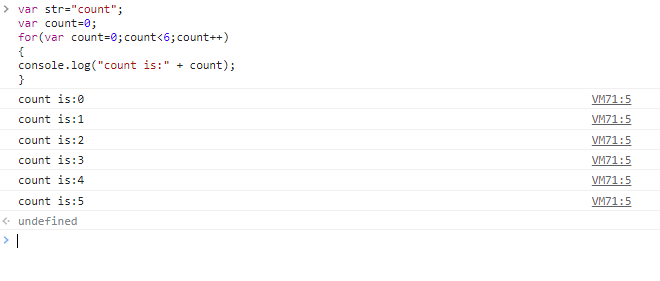 > var str="count";
var count=0;
for(var count=0;count<6;count++)
{
console.log("count is:" + count);
}
count is:0 VM71:5
count is:1 VM71:5
count is:2 VM71:5
count is:3 VM71:5
count is:4 VM71:5
count is:5 VM71:5
undefined
>